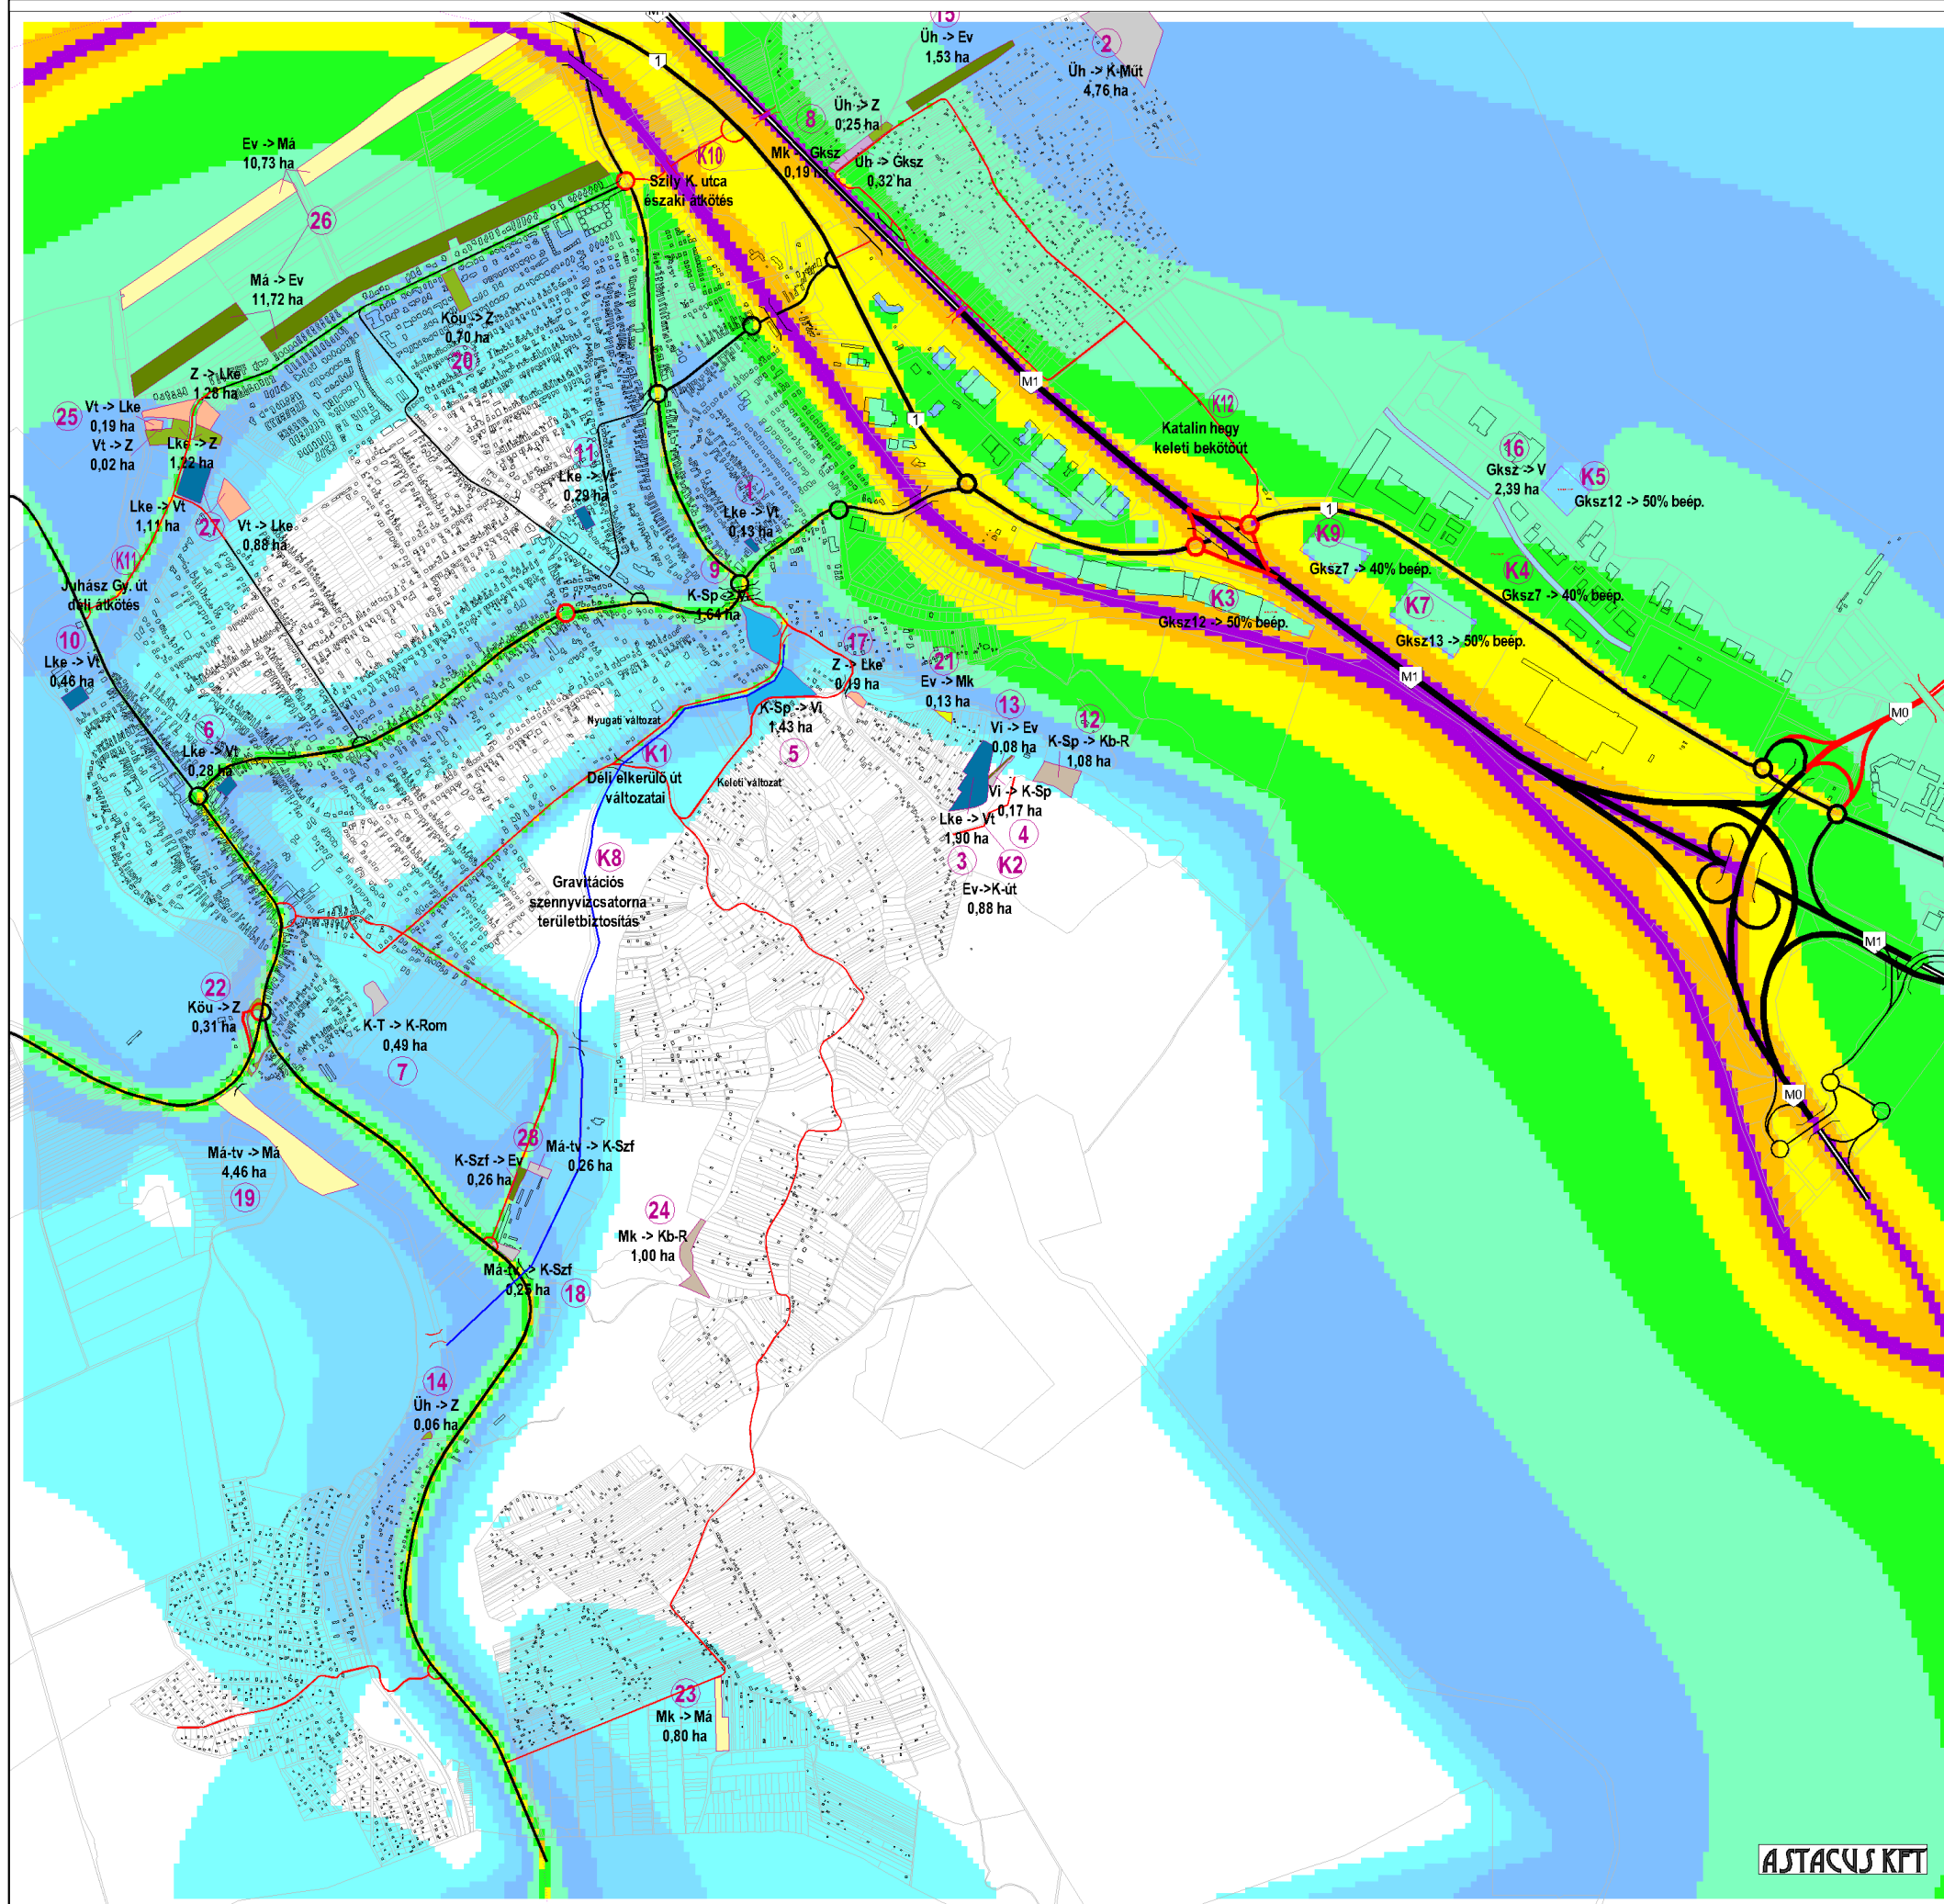 15
Üh -> Ev
1,53 ha
2
Üh -> K-Műt
4,76 ha
1
8
Üh -> Z
0,25 ha
Ev -> Má
10,73 ha
K10
Mk -> Gksz
0,19 ha
Üh -> Gksz
0,32 ha
Szily K. utca
északi átkötés
26
Má -> Ev
11,72 ha
Köu -> Z
0,70 ha
20
Z -> Lke
1,28 ha
25
Vt -> Lke
0,19 ha
Vt -> Z
0,02 ha
Lke -> Z
1,22 ha
M1
1
K12
Katalin hegy
keleti bekötőút
16
Gksz -> V
2,39 ha
K5
Gksz12 -> 50% beép.
11
Lke -> Vt
0,29 ha
1
Lke -> Vt
0,13 ha
Lke -> Vt
1,11 ha
27
Vt -> Lke
0,88 ha
K11
Juhász Gy. út
déli átkötés
1
K9
Gksz7 -> 40% beép.
K4
Gksz7 -> 40% beép.
9
K-Sp -> Vi
1,64 ha
K3
Gksz12 -> 50% beép.
K7
Gksz13 -> 50% beép.
10
Lke -> Vt
0,46 ha
17
Z -> Lke
0,19 ha
21
Ev -> Mk
0,13 ha
M1
M0
6
Lke -> Vt
0,28 ha
Nyugati változat
K-Sp -> Vi
1,43 ha
5
13
Vi -> Ev
0,08 ha
12
K-Sp -> Kb-R
1,08 ha
K1
Déli elkerülő út
változatai
Keleti változat
Vi -> K-Sp
0,17 ha
4
Lke -> Vt
1,90 ha
3
K2
Ev->K-út
0,88 ha
K8
Gravitációs
szennyvízcsatorna
területbiztosítás
M1
22
Köu -> Z
0,31 ha
K-T -> K-Rom
0,49 ha
7
M0
28
Má-tv -> K-Szf
0,26 ha
K-Szf -> Ev
0,26 ha
Má-tv -> Má
4,46 ha
19
24
Mk -> Kb-R
1,00 ha
Má-tv -> K-Szf
0,25 ha
18
14
Üh -> Z
0,06 ha
23
Mk -> Má
0,80 ha
ASTACUS KFT